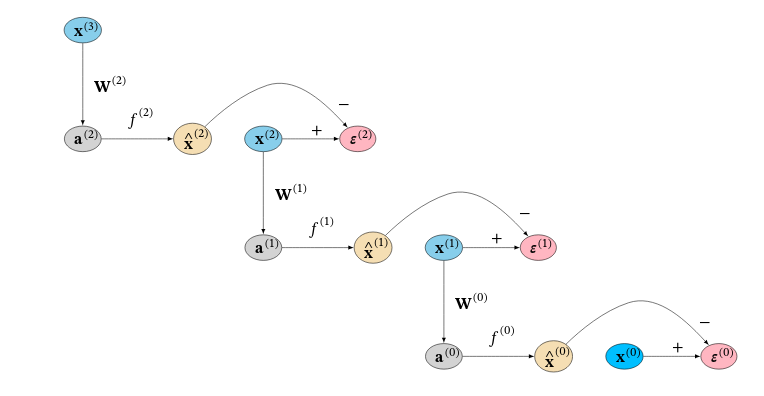 x^(3)
W^(2)
f^(2)
−
a^(2) x̂^(2) x^(2) + ε^(2)
W^(1)
f^(1)
−
a^(1) x̂^(1) x^(1) + ε^(1)
W^(0)
f^(0)
−
a^(0) x̂^(0) x^(0) + ε^(0)